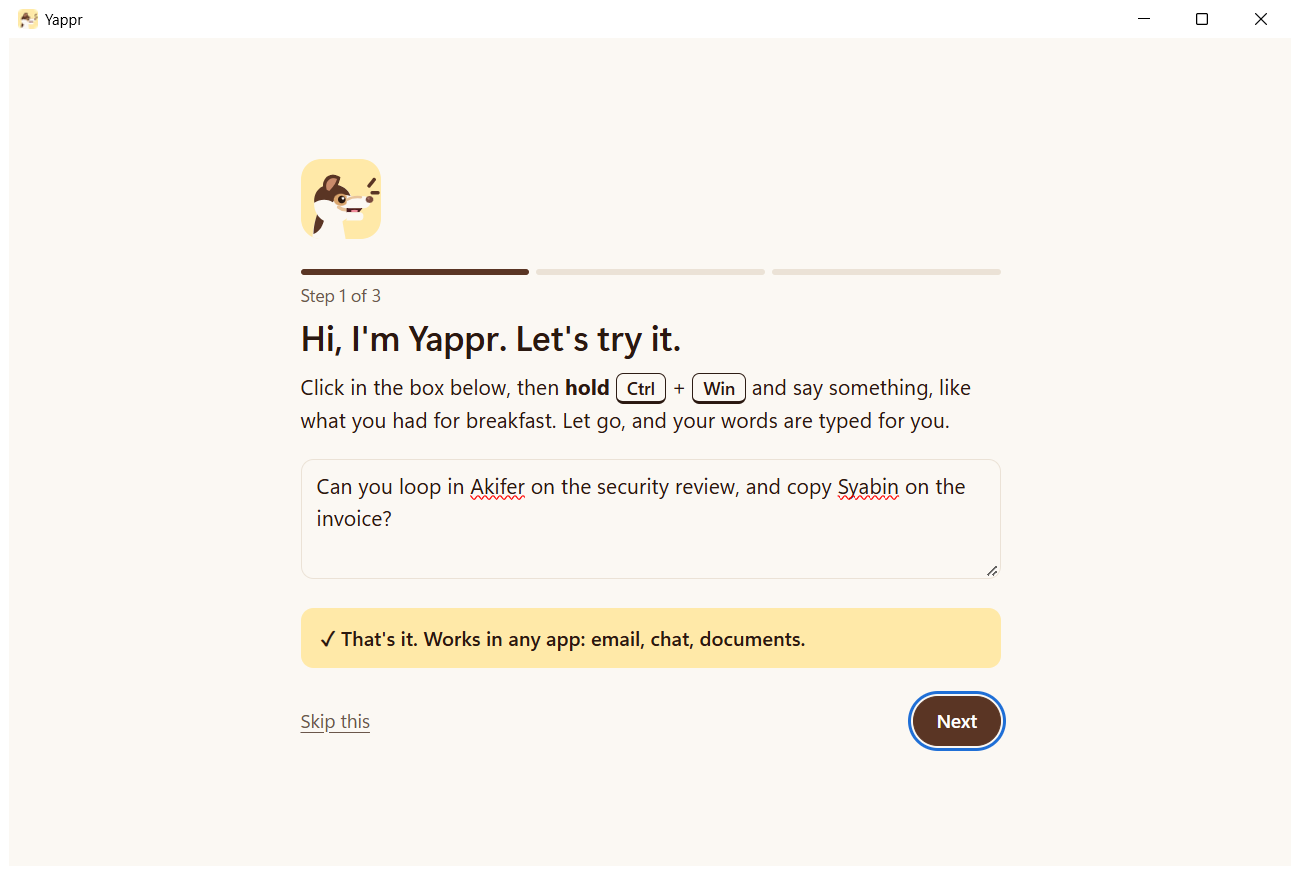 Yappr
Step 1 of 3
Hi, I'm Yappr. Let's try it.
Click in the box below, then hold Ctrl + Win and say something, like
what you had for breakfast. Let go, and your words are typed for you.
Can you loop in Akifer on the security review, and copy Syabin on the
invoice?
✓ That's it. Works in any app: email, chat, documents.
Skip this
Next